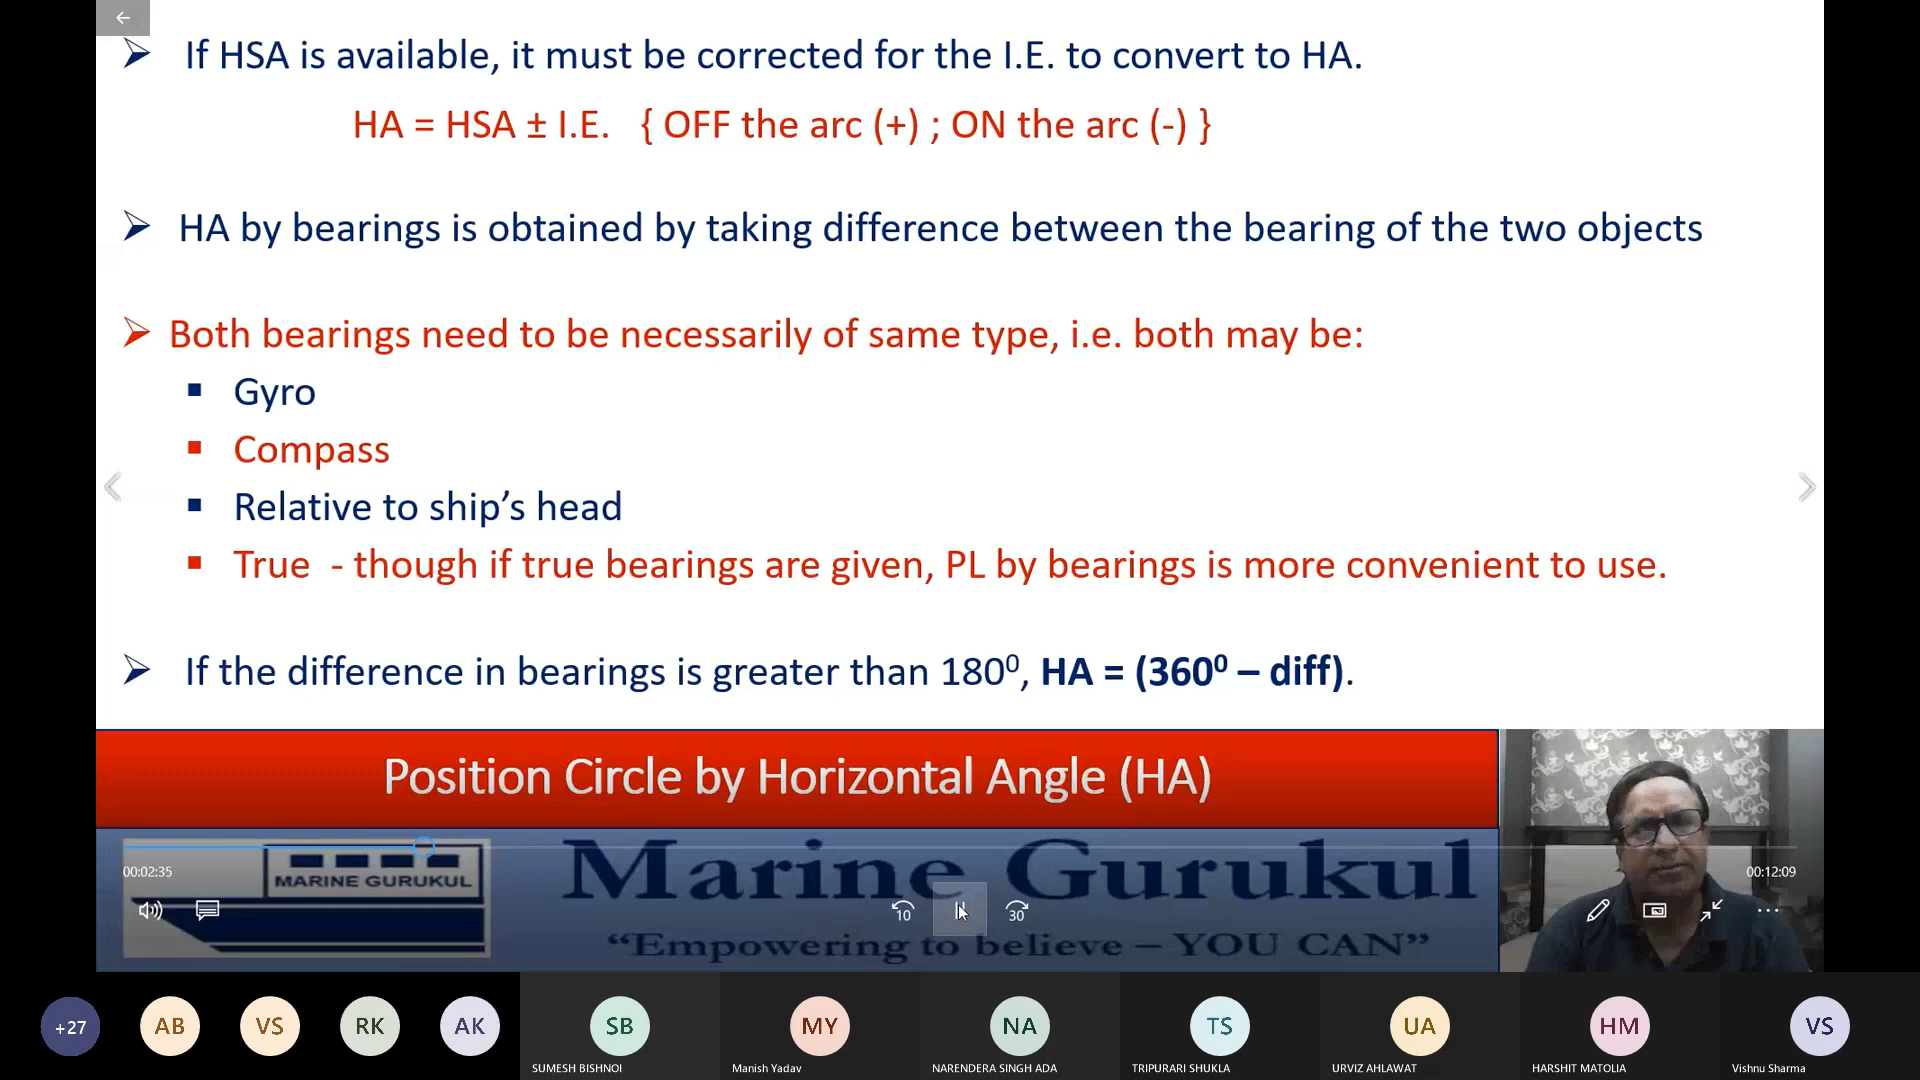 If HSA is available, it must be corrected for the I.E. to convert to HA.
HA = HSA ± I.E. { OFF the arc (+) ; ON the arc (-) }
HA by bearings is obtained by taking difference between the bearing of the two objects
Both bearings need to be necessarily of same type, i.e. both may be:
Gyro
Compass
Relative to ship’s head
True - though if true bearings are given, PL by bearings is more convenient to use.
If the difference in bearings is greater than 180⁰, HA = (360⁰ – diff).
Position Circle by Horizontal Angle (HA)
MARINE GURUKUL
Marine Gurukul
“Empowering to believe – YOU CAN”
00:02:35
00:12:09
10
30
+27 AB VS RK AK SB MY NA TS UA HM VS
SUMESH BISHNOI Manish Yadav NARENDERA SINGH ADA TRIPURARI SHUKLA URVIZ AHLAWAT HARSHIT MATOLIA Vishnu Sharma